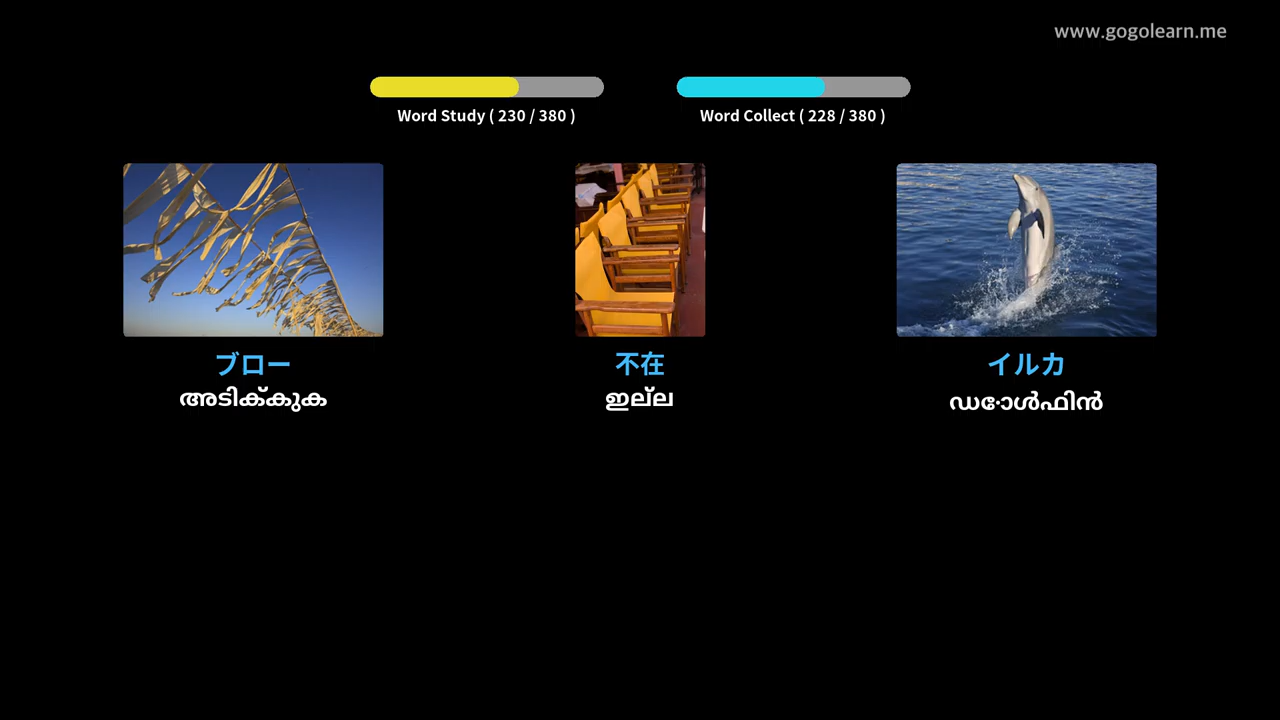 www.gogolearn.me
Word Study ( 230 / 380 )
Word Collect ( 228 / 380 )
ブロー
不在
イルカ
അടിക്കുക
ഇല്ല
ഡോൾഫിൻ